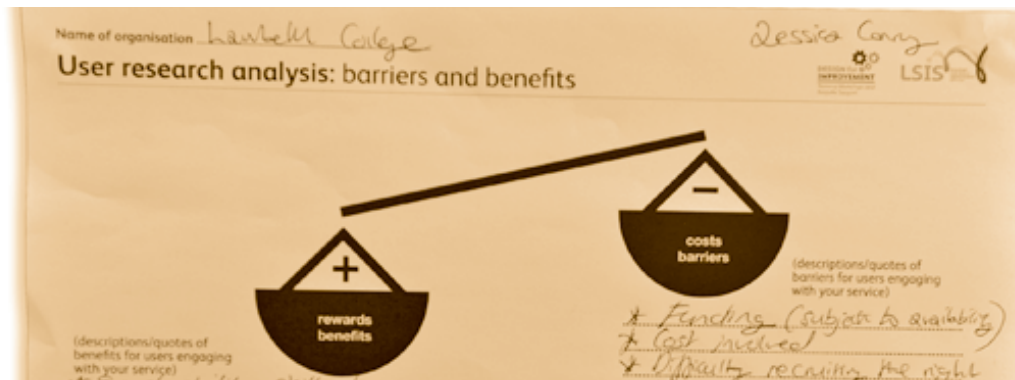 Name of organisation Lambeth College
Jessica
User research analysis: barriers and benefits
IMPROVEMENT
LSIS
+
rewards
benefits
(descriptions/quotes of
benefits for users engaging
with your service)
−
costs
barriers
(descriptions/quotes of
barriers for users engaging
with your service)
* Funding (subject to availability)
* Cost involved
* Difficulty recruiting the right